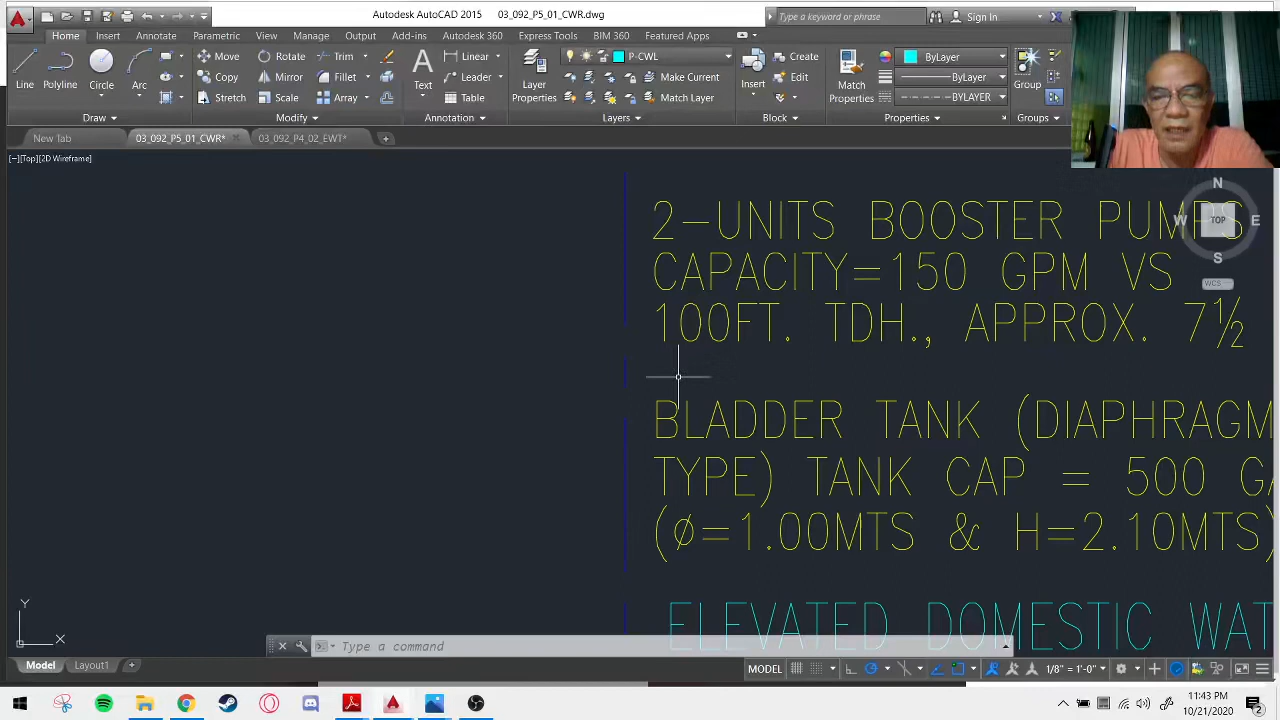 Autodesk AutoCAD 2015 03_092_P5_01_CWR.dwg
Type a keyword or phrase
Sign In
Home Insert Annotate Parametric View Manage Output Add-ins Autodesk 360 Express Tools BIM 360 Featured Apps
Line Polyline Circle Arc
Move Rotate Trim
Copy Mirror Fillet
Stretch Scale Array
Text
Linear
Leader
Table
Layer Properties
P-CWL
Make Current
Match Layer
Insert
Create
Edit
Match Properties
ByLayer
ByLayer
BYLAYER
Group
Draw Modify Annotation Layers Block Properties Groups
New Tab 03_092_P5_01_CWR* 03_092_P4_02_EWT*
[−][Top][2D Wireframe]
N
W TOP E
S
WCS
2-UNITS BOOSTER PUMPS
CAPACITY=150 GPM VS
100FT. TDH., APPROX. 7½
BLADDER TANK (DIAPHRAGM
TYPE) TANK CAP = 500
(ø=1.00MTS & H=2.10MTS)
ELEVATED DOMESTIC
Y
X
Type a command
Model Layout1
MODEL 1/8" = 1'-0"
11:43 PM
10/21/2020
2